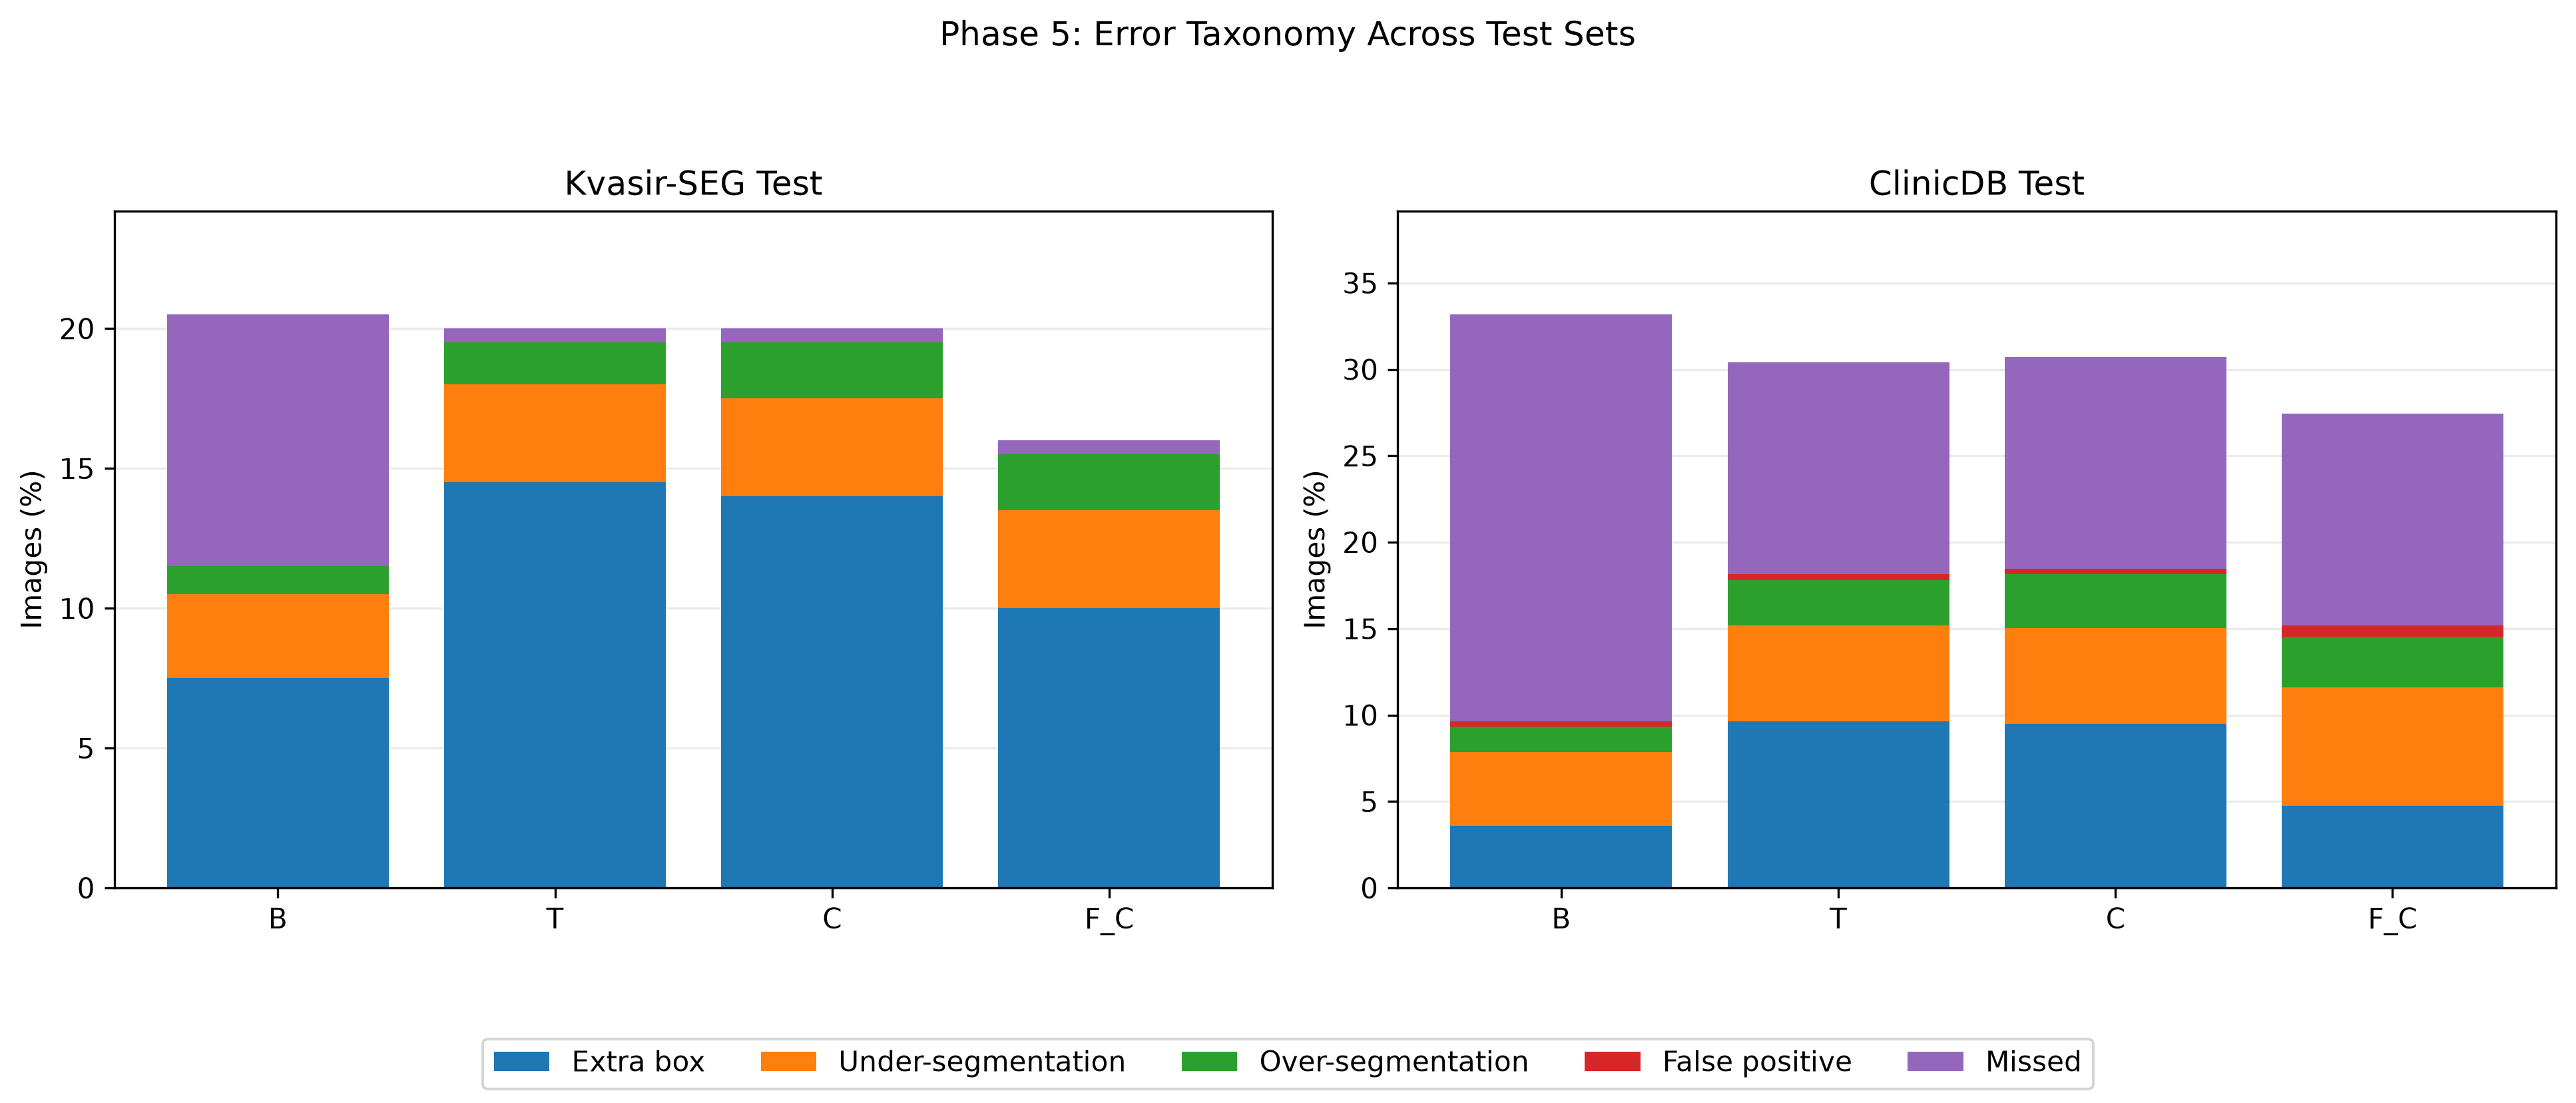 Phase 5: Error Taxonomy Across Test Sets
Kvasir-SEG Test
Images (%)
20
15
10
5
0
B T C F_C
ClinicDB Test
Images (%)
35
30
25
20
15
10
5
0
B T C F_C
Extra box Under-segmentation Over-segmentation False positive Missed